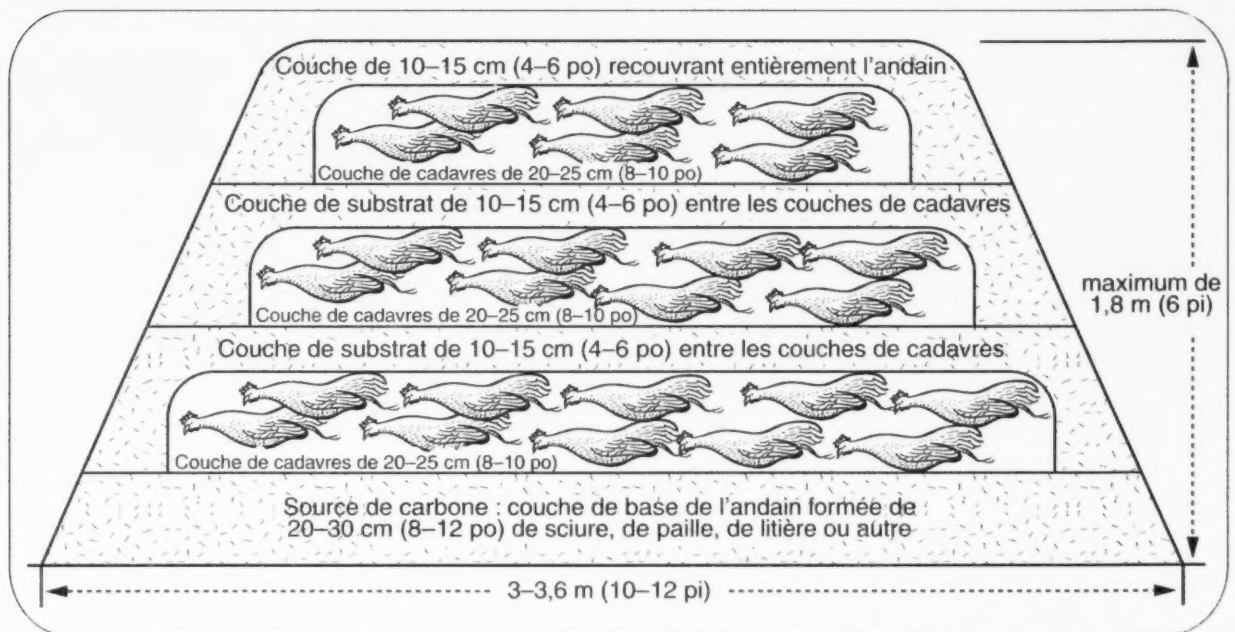 Couche de 10–15 cm (4–6 po) recouvrant entièrement l'andain
Couche de cadavres de 20–25 cm (8–10 po)
Couche de substrat de 10–15 cm (4–6 po) entre les couches de cadavres
Couche de cadavres de 20–25 cm (8–10 po)
maximum de
1,8 m (6 pi)
Couche de substrat de 10–15 cm (4–6 po) entre les couches de cadavres
Couche de cadavres de 20–25 cm (8–10 po)
Source de carbone : couche de base de l'andain formée de
20–30 cm (8–12 po) de sciure, de paille, de litière ou autre
3–3,6 m (10–12 pi)